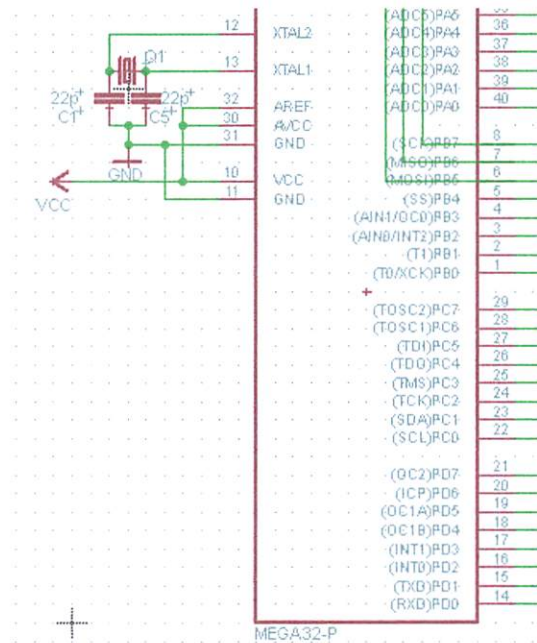 12 XTAL2
13 XTAL1
32 AREF
30 AVCC
31 GND
10 VCC
11 GND
Q1
22p 22p
C1 C5
GND
VCC
(ADC5)PA5 35
(ADC4)PA4 36
(ADC3)PA3 37
(ADC2)PA2 38
(ADC1)PA1 39
(ADC0)PA0 40
(SCK)PB7 8
(MISO)PB6 7
(MOSI)PB5 6
(SS)PB4 5
(AIN1/OC0)PB3 4
(AIN0/INT2)PB2 3
(T1)PB1 2
(T0/XCK)PB0 1
(TOSC2)PC7 29
(TOSC1)PC6 28
(TDI)PC5 27
(TDO)PC4 26
(TMS)PC3 25
(TCK)PC2 24
(SDA)PC1 23
(SCL)PC0 22
(OC2)PD7 21
(ICP)PD6 20
(OC1A)PD5 19
(OC1B)PD4 18
(INT1)PD3 17
(INT0)PD2 16
(TXD)PD1 15
(RXD)PD0 14
MEGA32-P